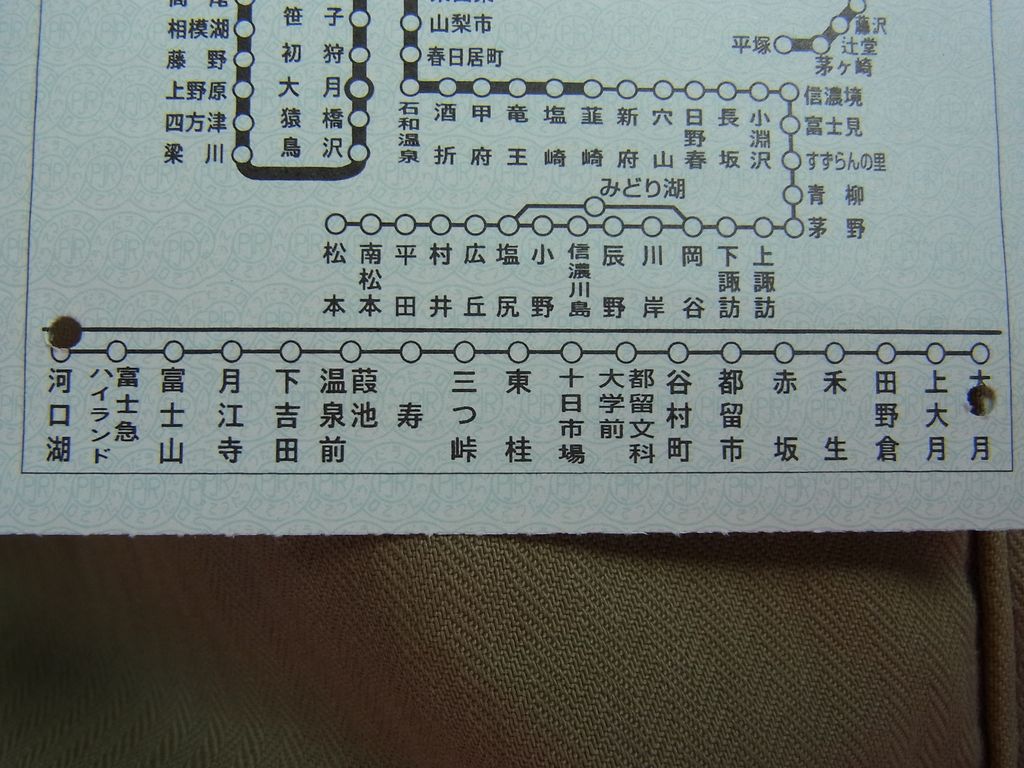 相模湖
藤野
上野原
四方津
梁川
笹子
初狩
大月
猿橋
鳥沢
山梨市
春日居町
石和温泉
酒折
甲府
竜王
塩崎
韮崎
新府
穴山
日野春
長坂
小淵沢
藤沢
辻堂
茅ヶ崎
平塚
信濃境
富士見
すずらんの里
青柳
茅野
みどり湖
松本
南松本
平田
村井
広丘
塩尻
小野
信濃川島
辰野
川岸
岡谷
下諏訪
上諏訪
河口湖
富士急
ハイランド
富士山
月江寺
下吉田
葭池
温泉前
寿
三つ峠
東桂
十日市場
都留文科
大学前
谷村町
都留市
赤坂
禾生
田野倉
上大月
大月